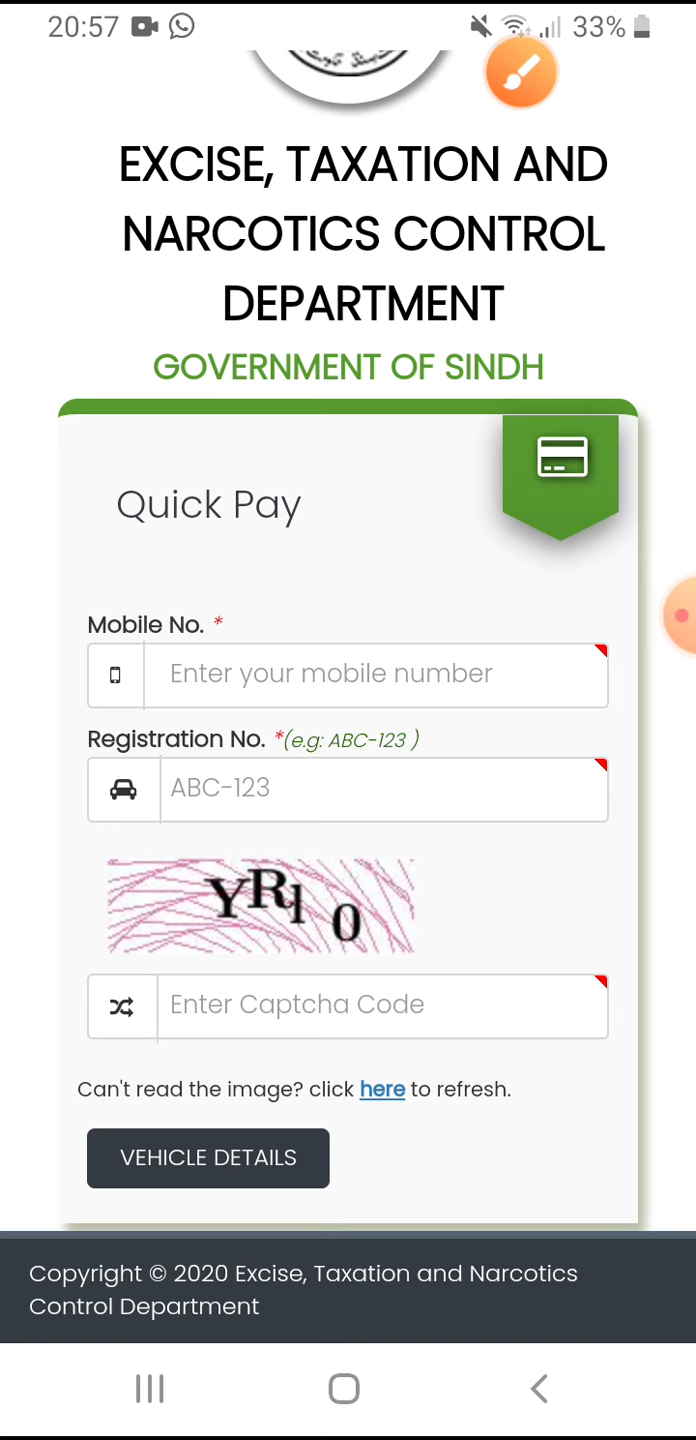 20:57
33%
EXCISE, TAXATION AND
NARCOTICS CONTROL
DEPARTMENT
GOVERNMENT OF SINDH
Quick Pay
Mobile No. *
Enter your mobile number
Registration No. *(e.g: ABC-123 )
ABC-123
Enter Captcha Code
Can't read the image? click here to refresh.
VEHICLE DETAILS
Copyright © 2020 Excise, Taxation and Narcotics
Control Department